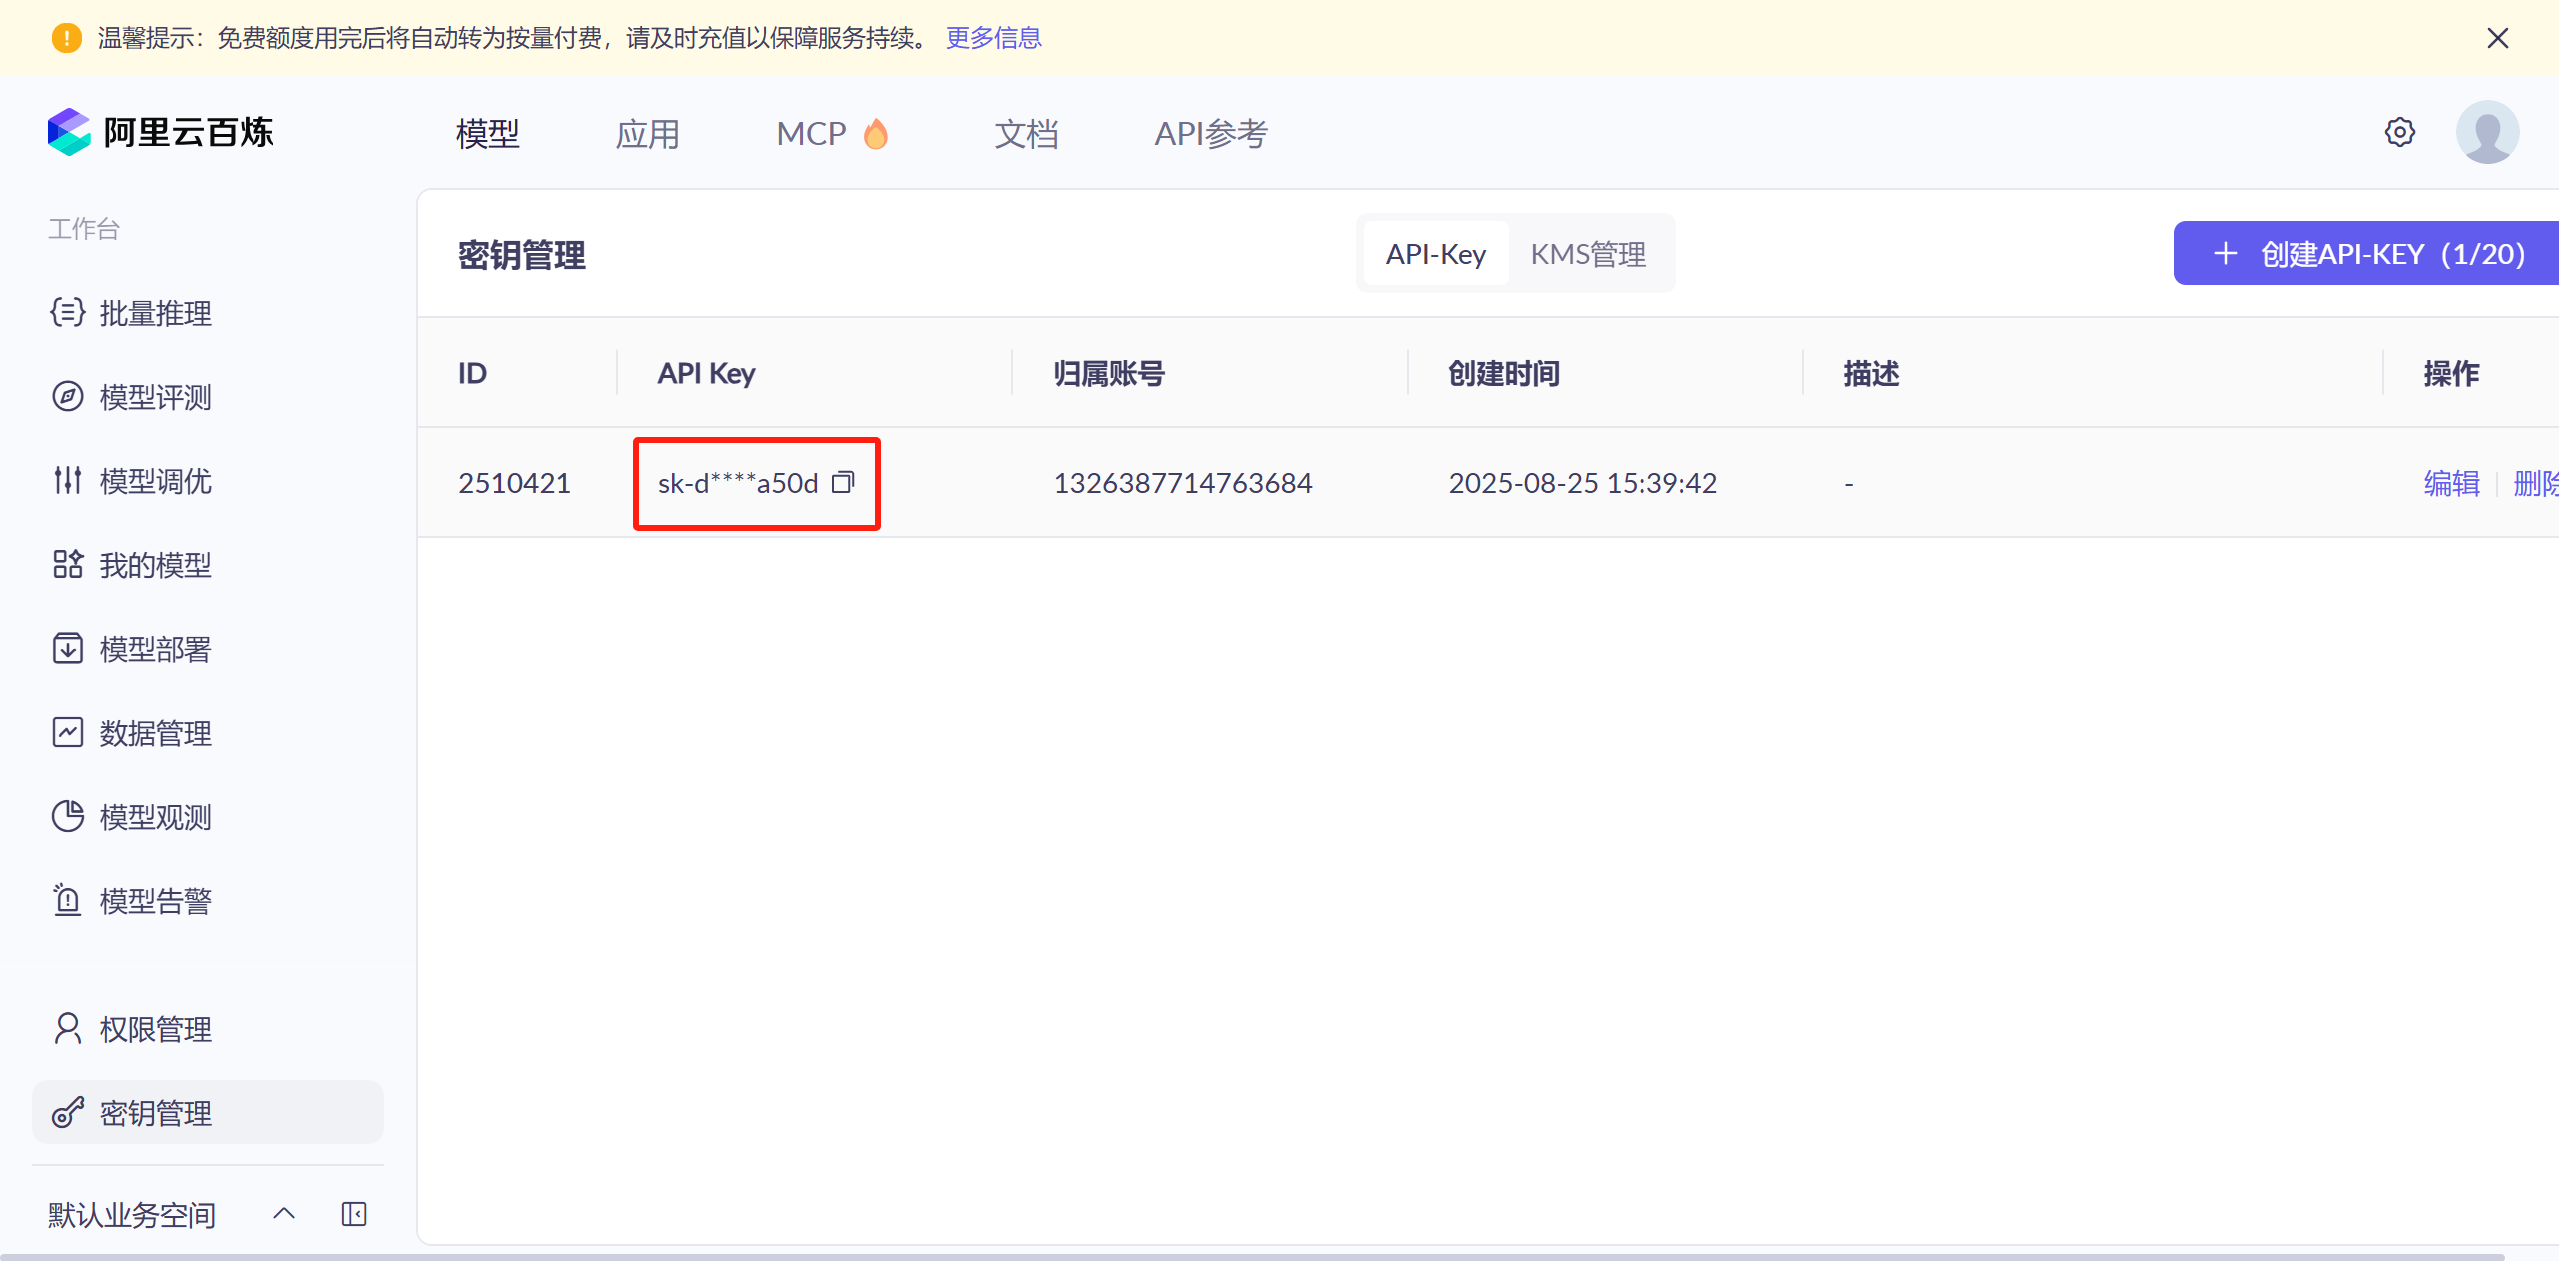 温馨提示：免费额度用完后将自动转为按量付费，请及时充值以保障服务持续。 更多信息
阿里云百炼
模型 应用 MCP 文档 API参考
工作台
批量推理
模型评测
模型调优
我的模型
模型部署
数据管理
模型观测
模型告警
权限管理
密钥管理
默认业务空间
密钥管理
API-Key KMS管理
创建API-KEY（1/20）
ID API Key 归属账号 创建时间 描述 操作
2510421 sk-d****a50d 1326387714763684 2025-08-25 15:39:42 - 编辑 删除